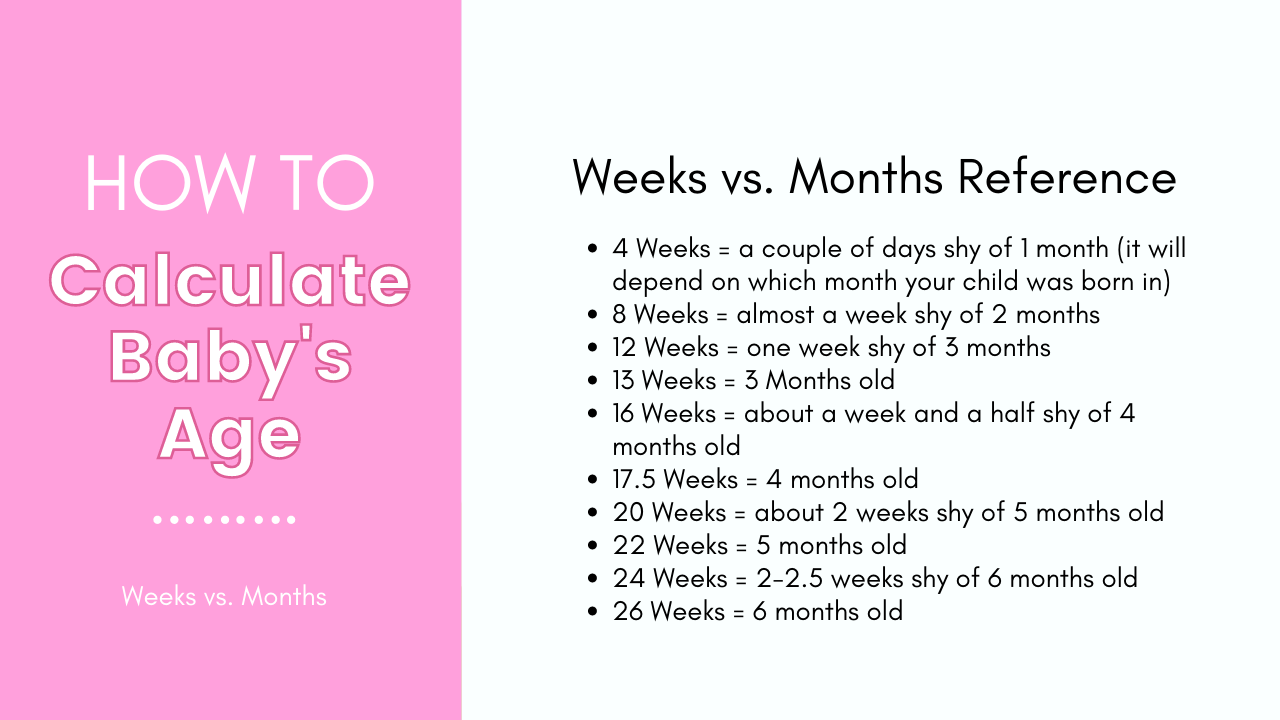 HOW TO
Calculate
Baby's
Age
Weeks vs. Months
Weeks vs. Months Reference
• 4 Weeks = a couple of days shy of 1 month (it will
depend on which month your child was born in)
• 8 Weeks = almost a week shy of 2 months
• 12 Weeks = one week shy of 3 months
• 13 Weeks = 3 Months old
• 16 Weeks = about a week and a half shy of 4
months old
• 17.5 Weeks = 4 months old
• 20 Weeks = about 2 weeks shy of 5 months old
• 22 Weeks = 5 months old
• 24 Weeks = 2-2.5 weeks shy of 6 months old
• 26 Weeks = 6 months old